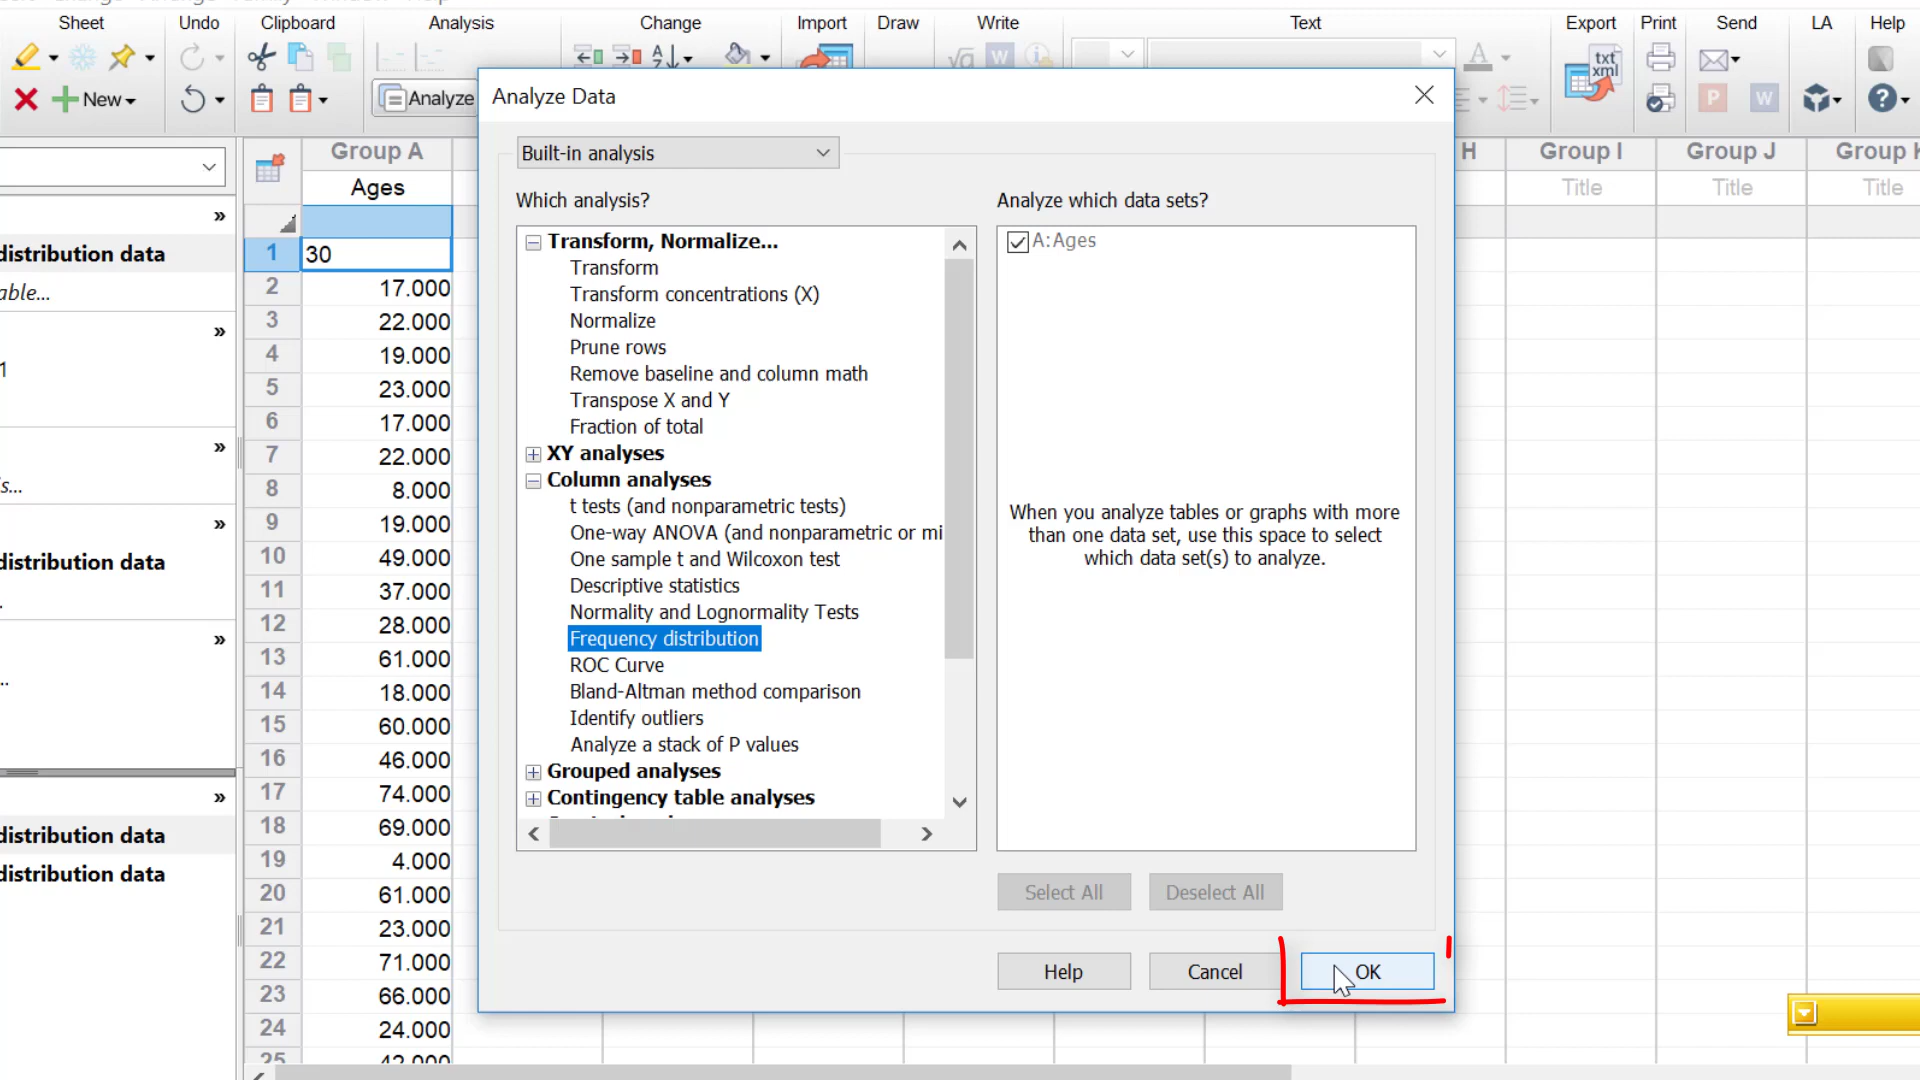 Sheet Undo Clipboard Analysis Change Import Draw Write Text Export Print Send LA Help
New
Analyze
txt
xml
P W
W
Analyze Data
Built-in analysis
Which analysis?
Analyze which data sets?
Transform, Normalize...
Transform
Transform concentrations (X)
Normalize
Prune rows
Remove baseline and column math
Transpose X and Y
Fraction of total
XY analyses
Column analyses
t tests (and nonparametric tests)
One-way ANOVA (and nonparametric or mi
One sample t and Wilcoxon test
Descriptive statistics
Normality and Lognormality Tests
Frequency distribution
ROC Curve
Bland-Altman method comparison
Identify outliers
Analyze a stack of P values
Grouped analyses
Contingency table analyses
A:Ages
When you analyze tables or graphs with more
than one data set, use this space to select
which data set(s) to analyze.
Select All Deselect All
Help Cancel OK
Group A
Ages
1 30
2 17.000
3 22.000
4 19.000
5 23.000
6 17.000
7 22.000
8 8.000
9 19.000
10 49.000
11 37.000
12 28.000
13 61.000
14 18.000
15 60.000
16 46.000
17 74.000
18 69.000
19 4.000
20 61.000
21 23.000
22 71.000
23 66.000
24 24.000
25 42.000
H Group I Group J Group K
Title Title Title
distribution data
able...
1
s...
distribution data
distribution data
distribution data